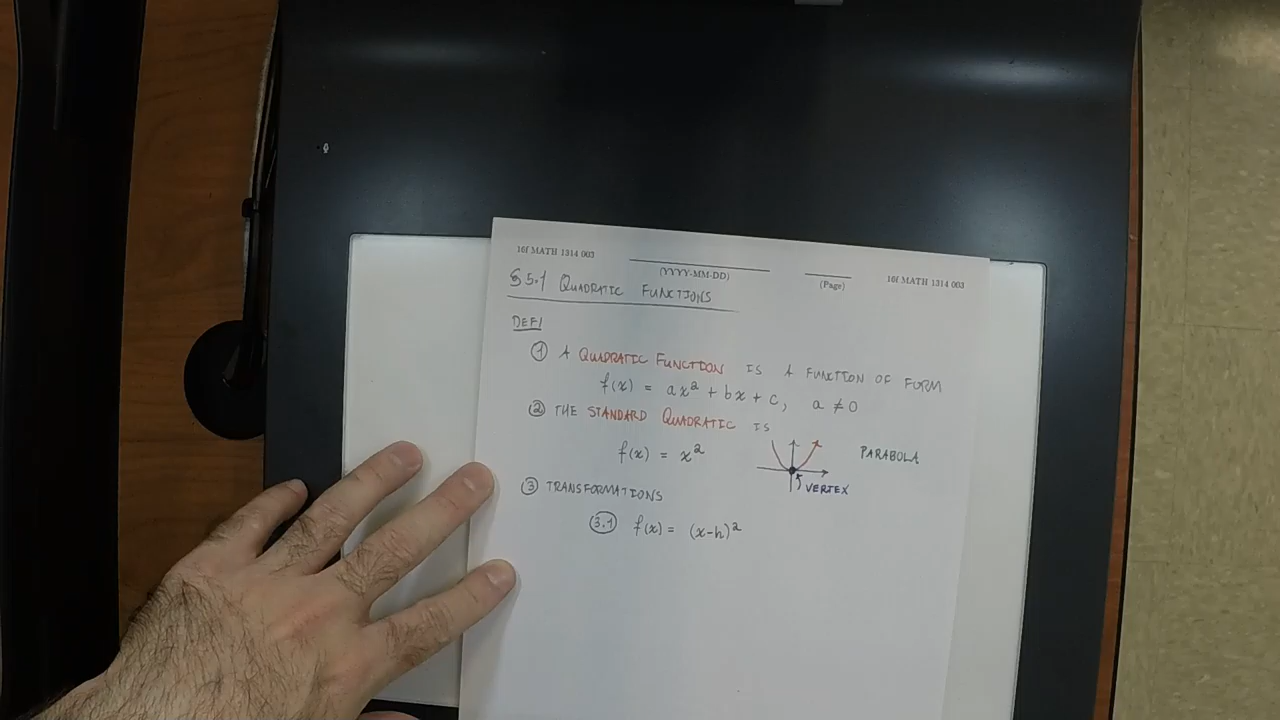 16f MATH 1314 003
(YYYY-MM-DD)
(Page)
16f MATH 1314 003
§ 5.1 QUADRATIC FUNCTIONS
DEF/
① A QUADRATIC FUNCTION IS A FUNCTION OF FORM
f(x) = ax² + bx + c, a ≠ 0
② THE STANDARD QUADRATIC IS
f(x) = x²
PARABOLA
VERTEX
③ TRANSFORMATIONS
3.1 f(x) = (x-h)²